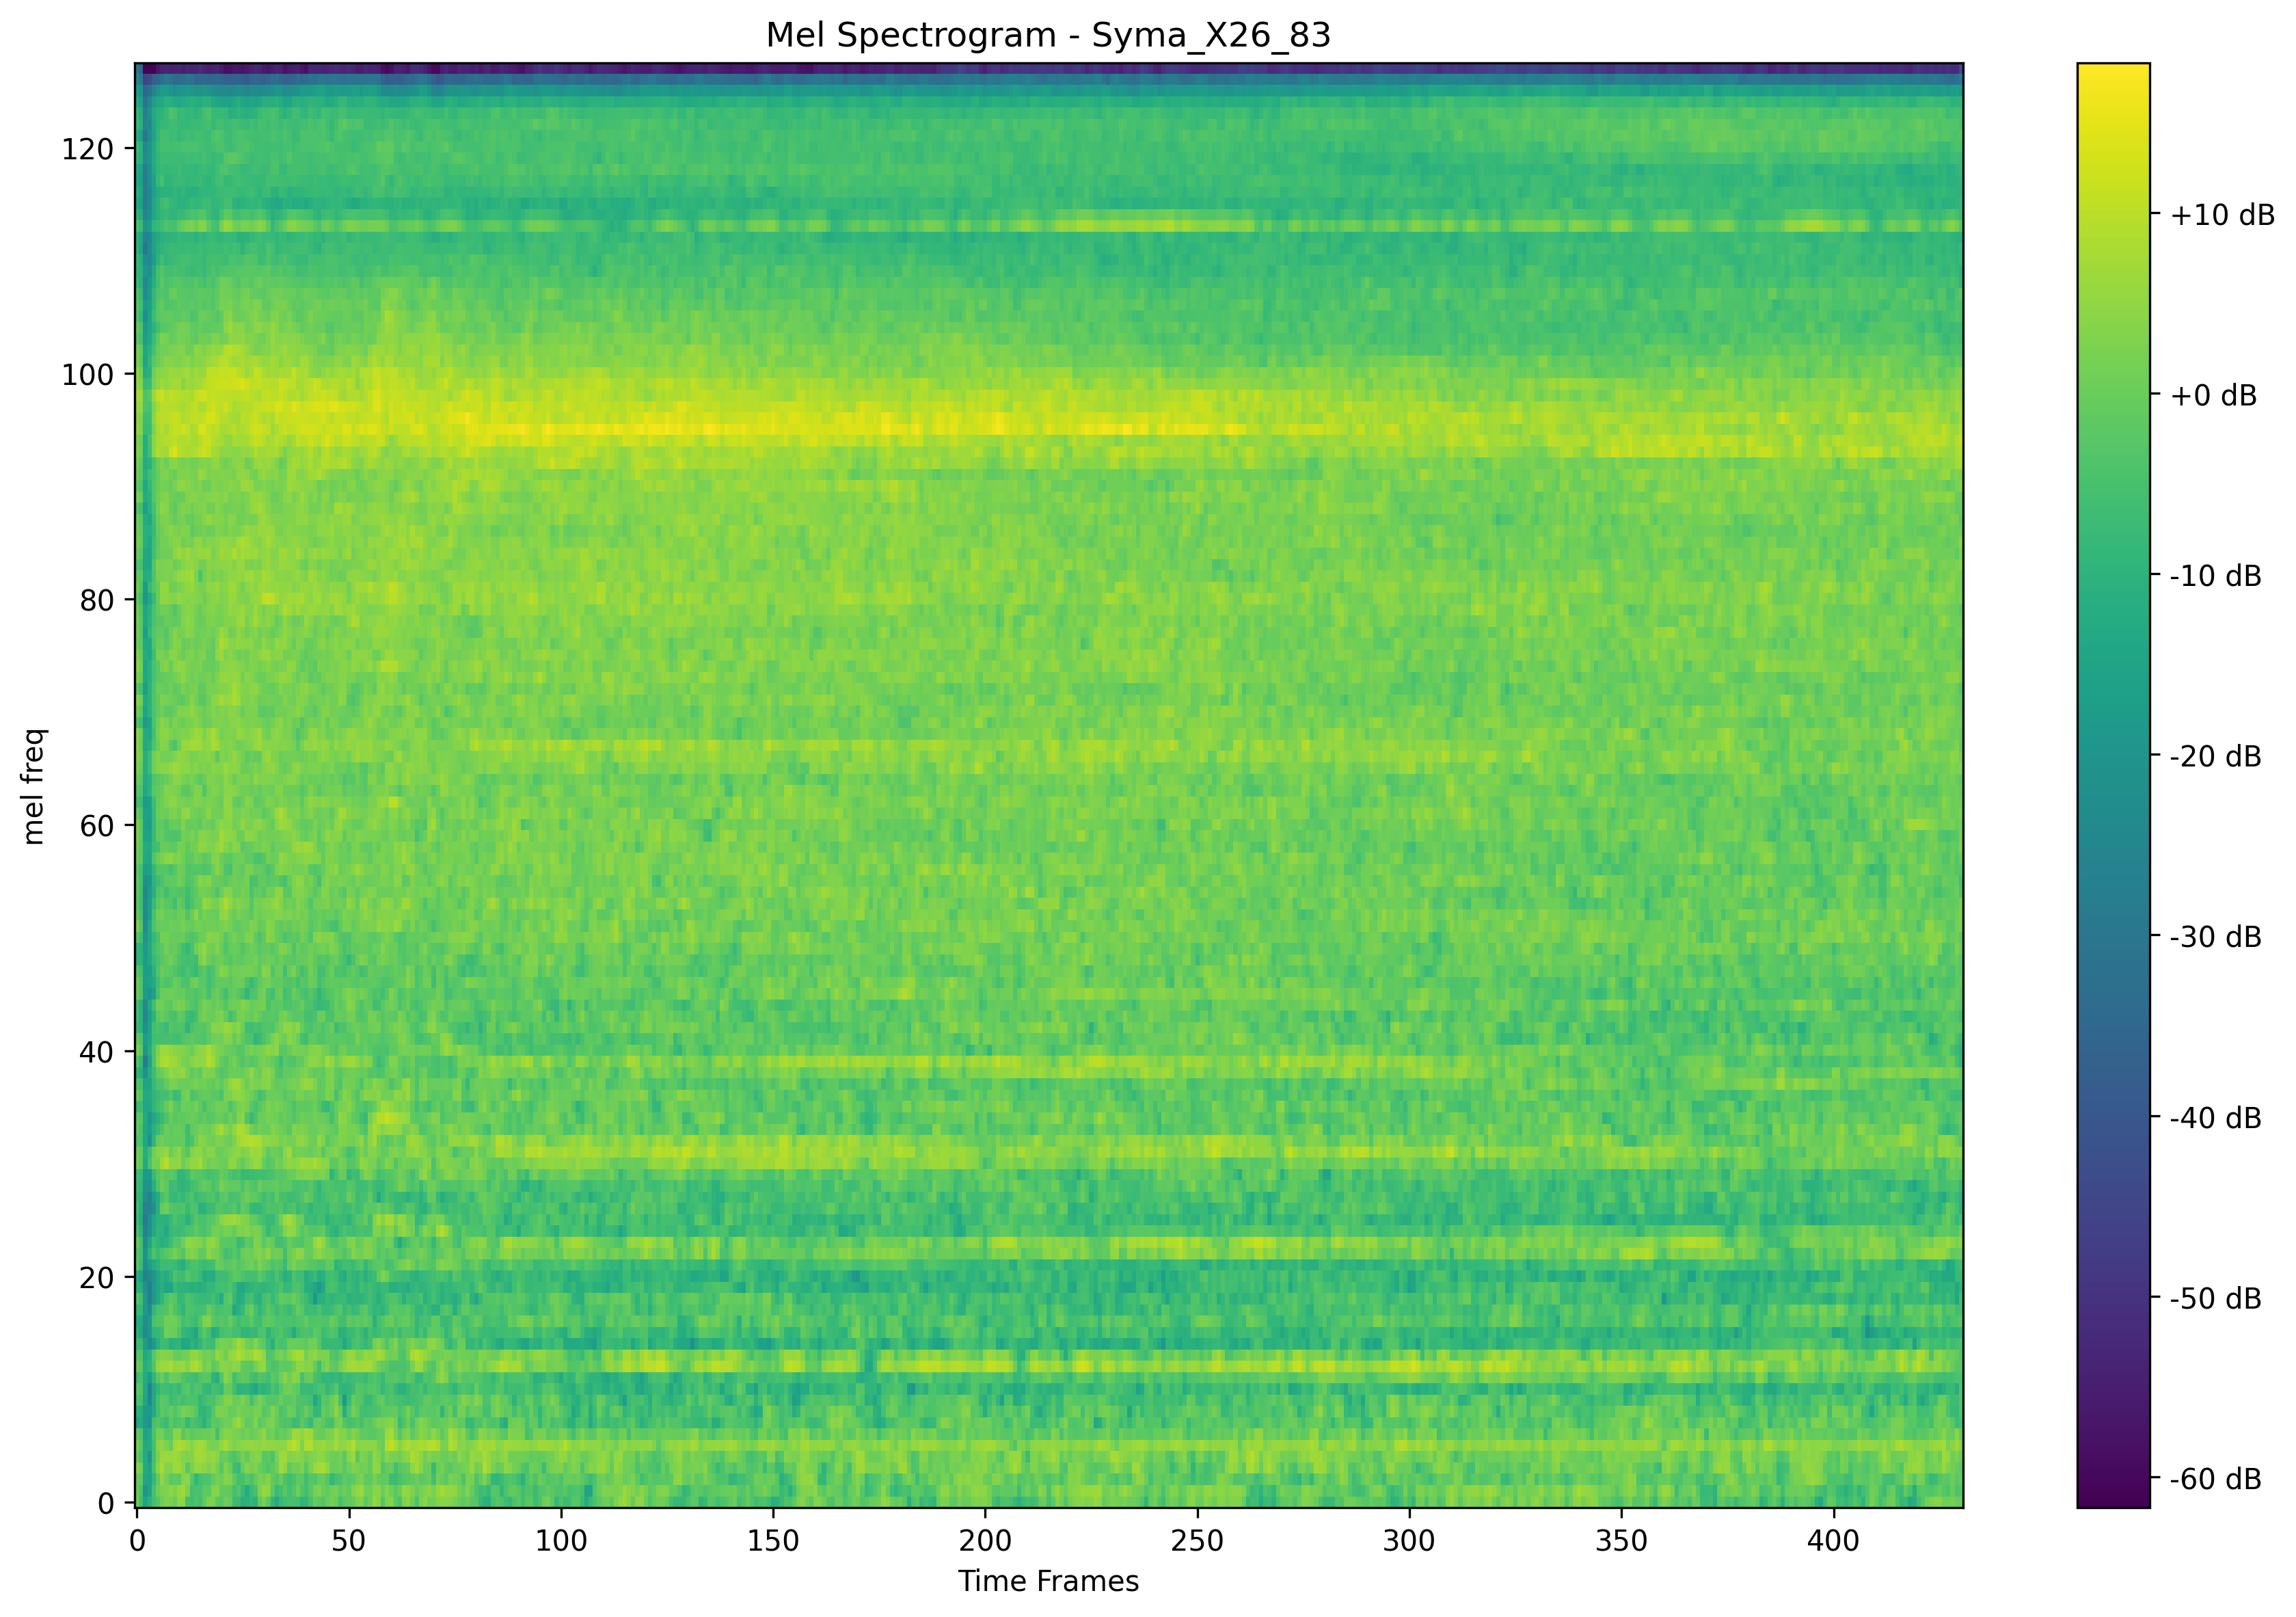 Mel Spectrogram - Syma_X26_83
mel freq
120
100
80
60
40
20
0
0 50 100 150 200 250 300 350 400
Time Frames
+10 dB
+0 dB
-10 dB
-20 dB
-30 dB
-40 dB
-50 dB
-60 dB